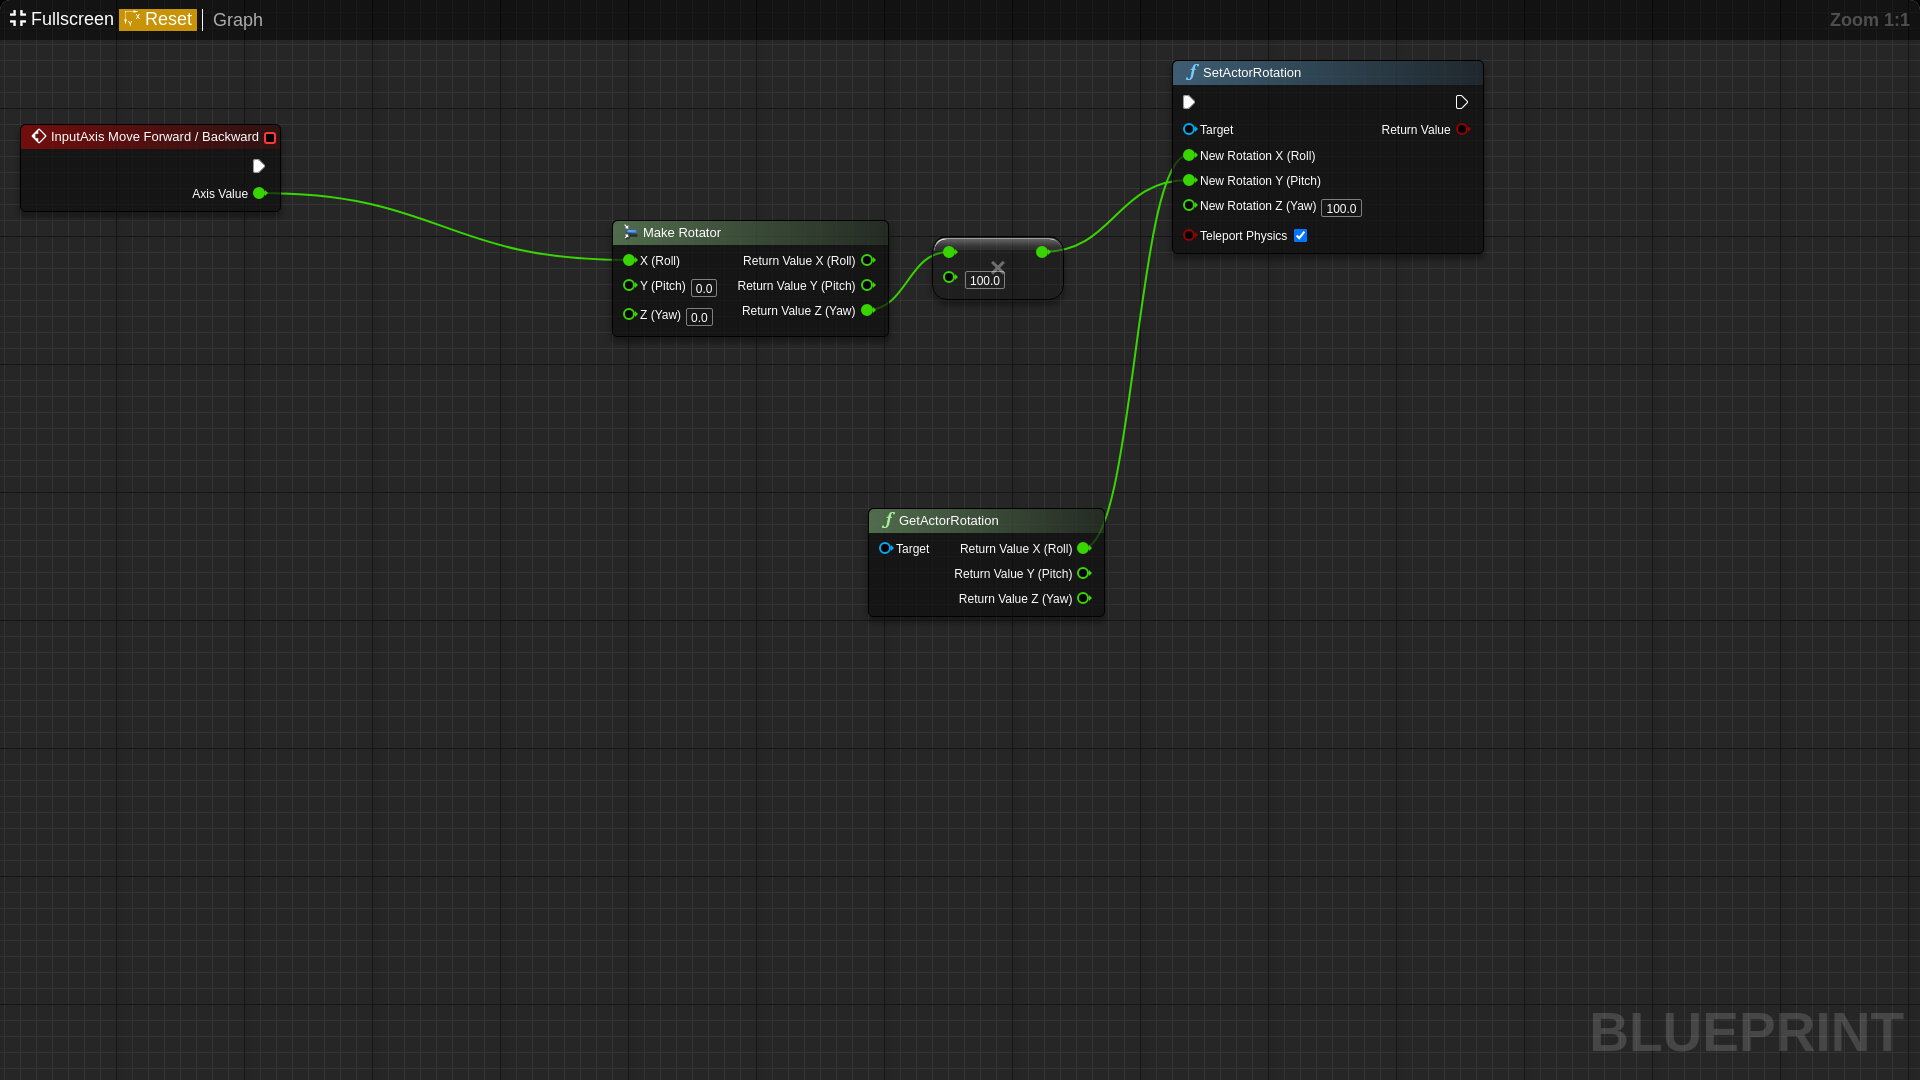 Fullscreen Reset Graph
Zoom 1:1
InputAxis Move Forward / Backward
Axis Value
Make Rotator
X (Roll) Return Value X (Roll)
Y (Pitch) 0.0 Return Value Y (Pitch)
Z (Yaw) 0.0 Return Value Z (Yaw)
100.0
SetActorRotation
Target Return Value
New Rotation X (Roll)
New Rotation Y (Pitch)
New Rotation Z (Yaw) 100.0
Teleport Physics
GetActorRotation
Target Return Value X (Roll)
Return Value Y (Pitch)
Return Value Z (Yaw)
BLUEPRINT